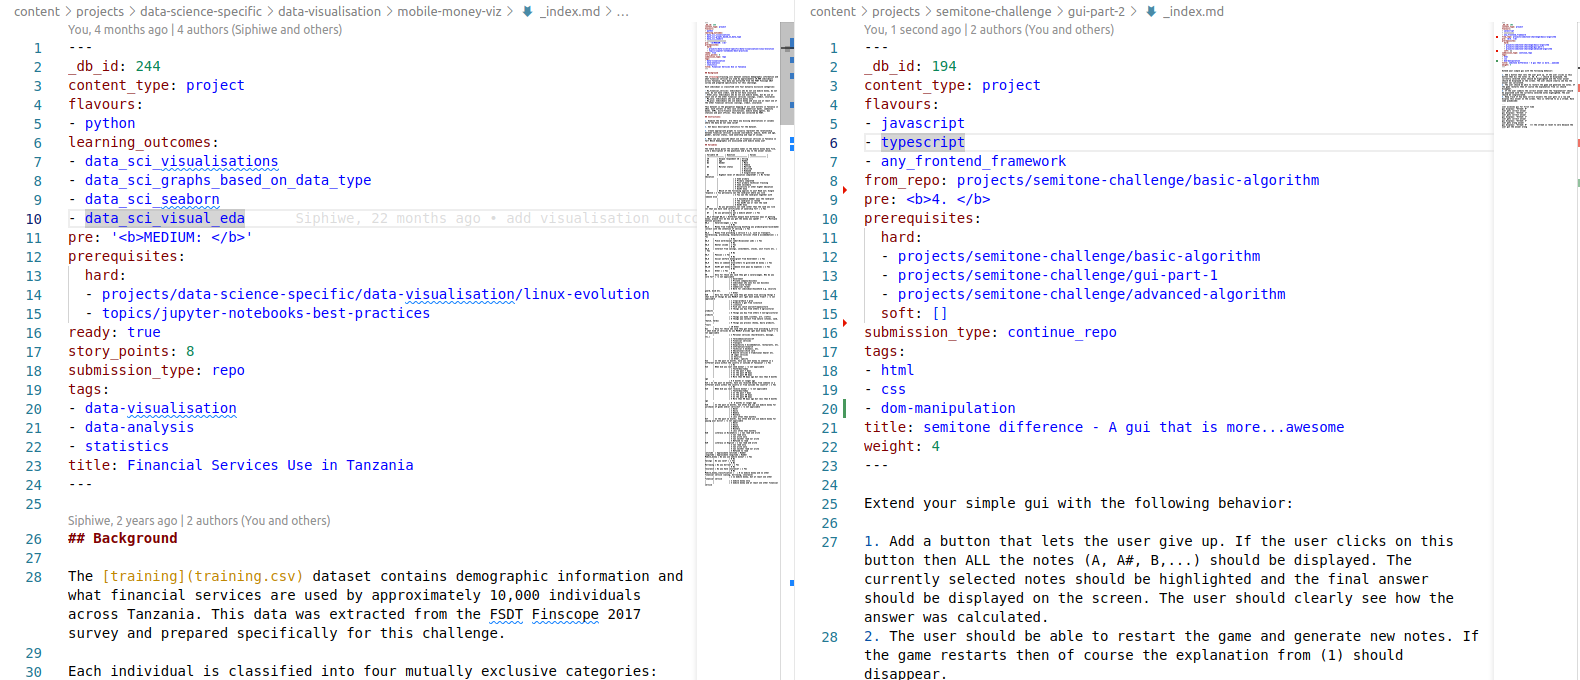 content > projects > data-science-specific > data-visualisation > mobile-money-viz > _index.md > ...
You, 4 months ago | 4 authors (Siphiwe and others)
1 ---
2 _db_id: 244
3 content_type: project
4 flavours:
5 - python
6 learning_outcomes:
7 - data_sci_visualisations
8 - data_sci_graphs_based_on_data_type
9 - data_sci_seaborn
10 - data_sci_visual_eda Siphiwe, 22 months ago • add visualisation outco
11 pre: '<b>MEDIUM: </b>'
12 prerequisites:
13 hard:
14 - projects/data-science-specific/data-visualisation/linux-evolution
15 - topics/jupyter-notebooks-best-practices
16 ready: true
17 story_points: 8
18 submission_type: repo
19 tags:
20 - data-visualisation
21 - data-analysis
22 - statistics
23 title: Financial Services Use in Tanzania
24 ---
25
Siphiwe, 2 years ago | 2 authors (You and others)
26 ## Background
27
28 The [training](training.csv) dataset contains demographic information and
what financial services are used by approximately 10,000 individuals
across Tanzania. This data was extracted from the FSDT Finscope 2017
survey and prepared specifically for this challenge.
29
30 Each individual is classified into four mutually exclusive categories:
content > projects > semitone-challenge > gui-part-2 > _index.md
You, 1 second ago | 2 authors (You and others)
1 ---
2 _db_id: 194
3 content_type: project
4 flavours:
5 - javascript
6 - typescript
7 - any_frontend_framework
8 from_repo: projects/semitone-challenge/basic-algorithm
9 pre: <b>4. </b>
10 prerequisites:
11 hard:
12 - projects/semitone-challenge/basic-algorithm
13 - projects/semitone-challenge/gui-part-1
14 - projects/semitone-challenge/advanced-algorithm
15 soft: []
16 submission_type: continue_repo
17 tags:
18 - html
19 - css
20 - dom-manipulation
21 title: semitone difference - A gui that is more...awesome
22 weight: 4
23 ---
24
25 Extend your simple gui with the following behavior:
26
27 1. Add a button that lets the user give up. If the user clicks on this
button then ALL the notes (A, A#, B,...) should be displayed. The
currently selected notes should be highlighted and the final answer
should be displayed on the screen. The user should clearly see how the
answer was calculated.
28 2. The user should be able to restart the game and generate new notes. If
the game restarts then of course the explanation from (1) should
disappear.